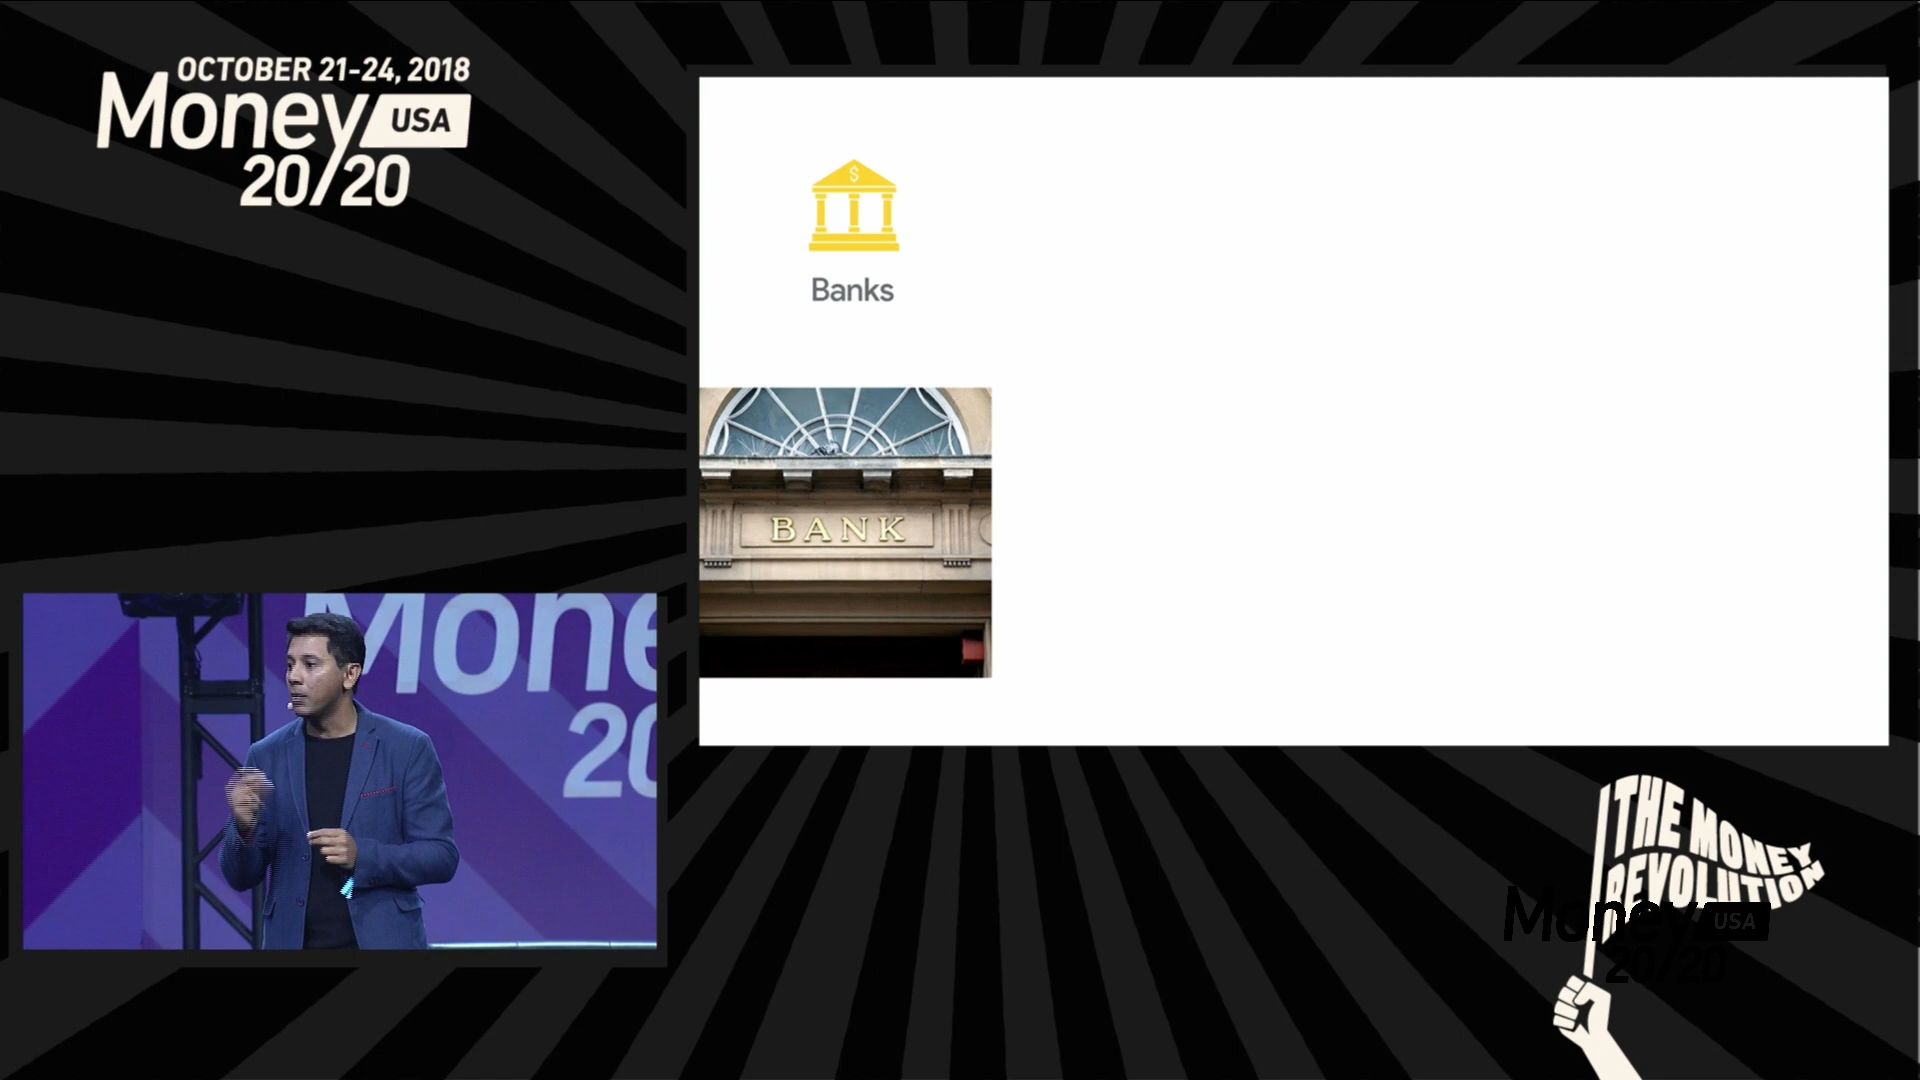 OCTOBER 21-24, 2018
Money USA
20/20
$
Banks
BANK
Mone
20
THE MONEY
REVOLUTION
Money USA
20/20